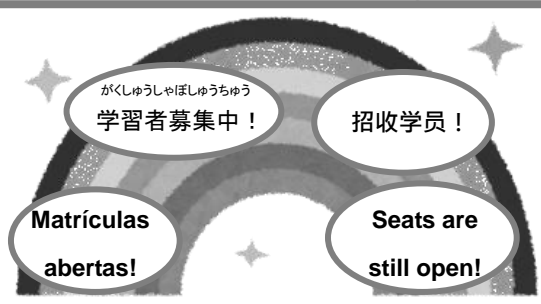 がくしゅうしゃぼしゅうちゅう
学習者募集中！
招收学员！
Matrículas
abertas!
Seats are
still open!